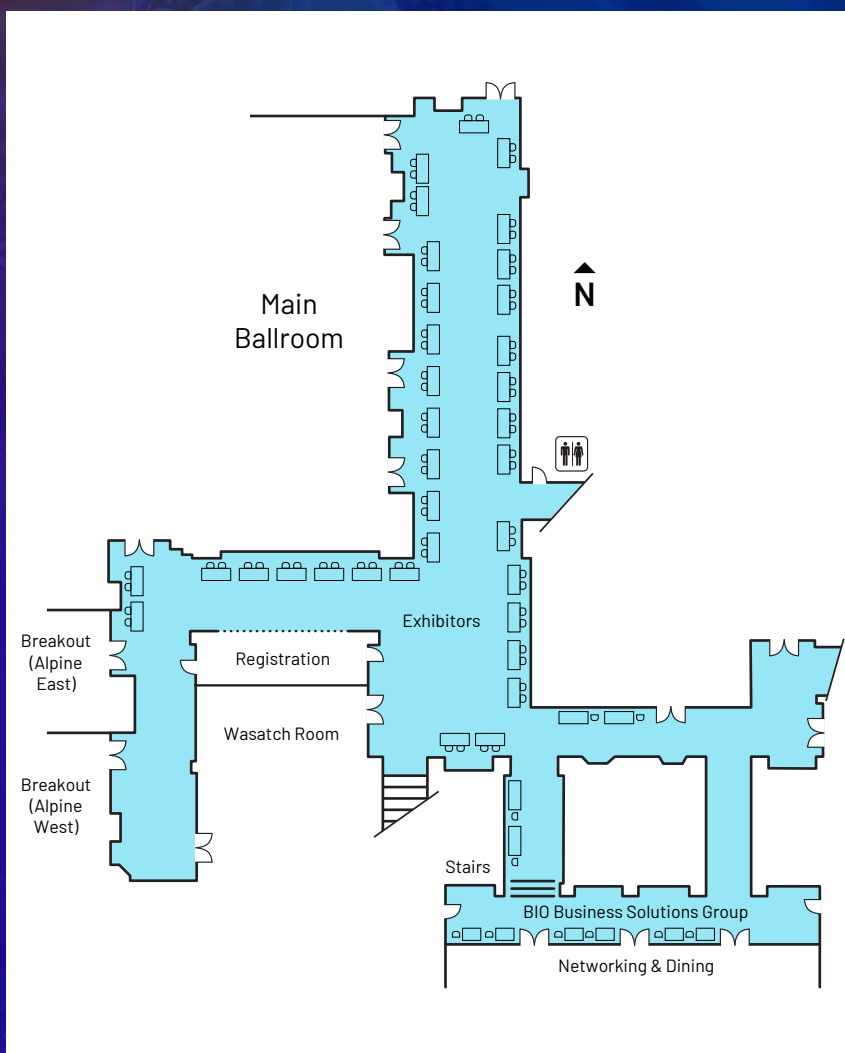 Main
Ballroom
N
Exhibitors
Breakout
(Alpine
East)
Registration
Wasatch Room
Breakout
(Alpine
West)
Stairs
BIO Business Solutions Group
Networking & Dining